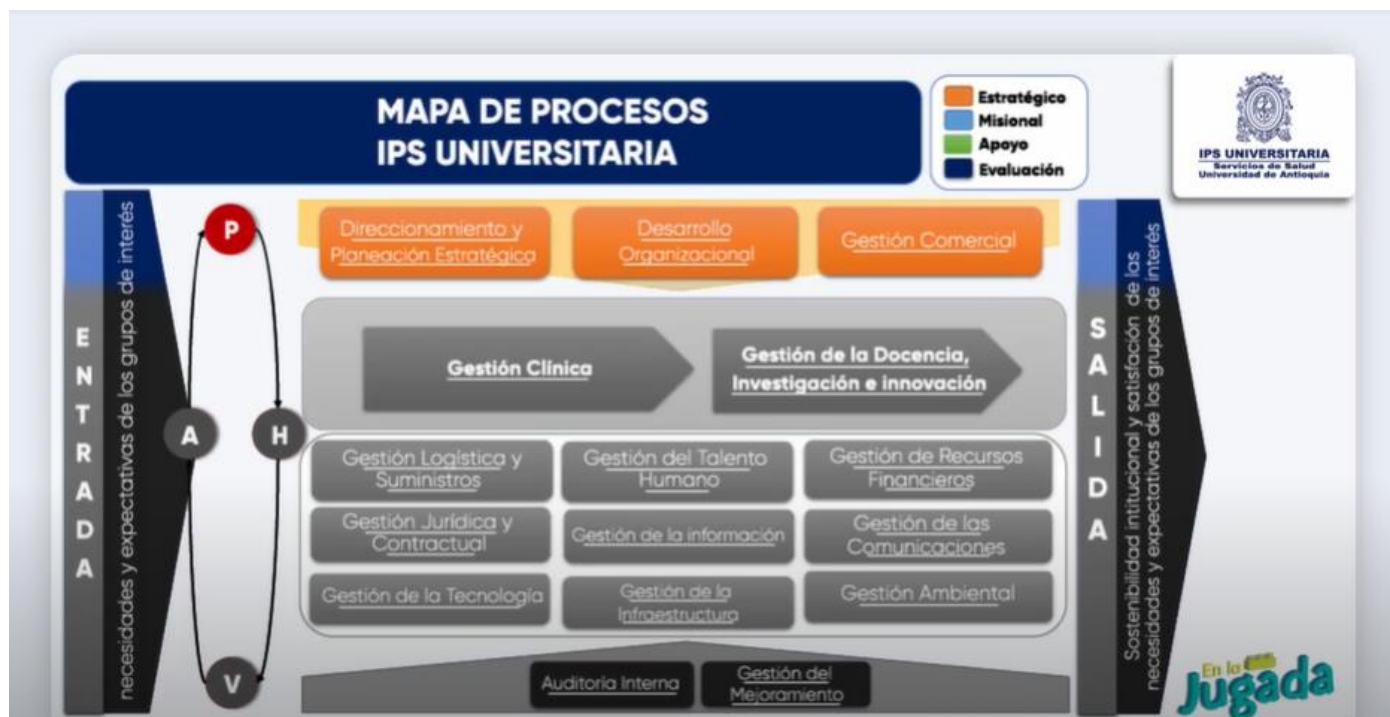 MAPA DE PROCESOS
IPS UNIVERSITARIA
Estratégico
Misional
Apoyo
Evaluación
IPS UNIVERSITARIA
Servicios de Salud
Universidad de Antioquia
ENTRADA
necesidades y expectativas de los grupos de interés
P
H
V
A
Direccionamiento y
Planeación Estratégica
Desarrollo
Organizacional
Gestión Comercial
Gestión Clínica
Gestión de la Docencia,
Investigación e innovación
Gestión Logística y
Suministros
Gestión del Talento
Humano
Gestión de Recursos
Financieros
Gestión Jurídica y
Contractual
Gestión de la información
Gestión de las
Comunicaciones
Gestión de la Tecnología
Gestión de la
Infraestructura
Gestión Ambiental
Auditoria Interna
Gestión del
Mejoramiento
SALIDA
Sostenibilidad intitucional y satisfacción de las
necesidades y expectativas de los grupos de interés
En la
Jugada